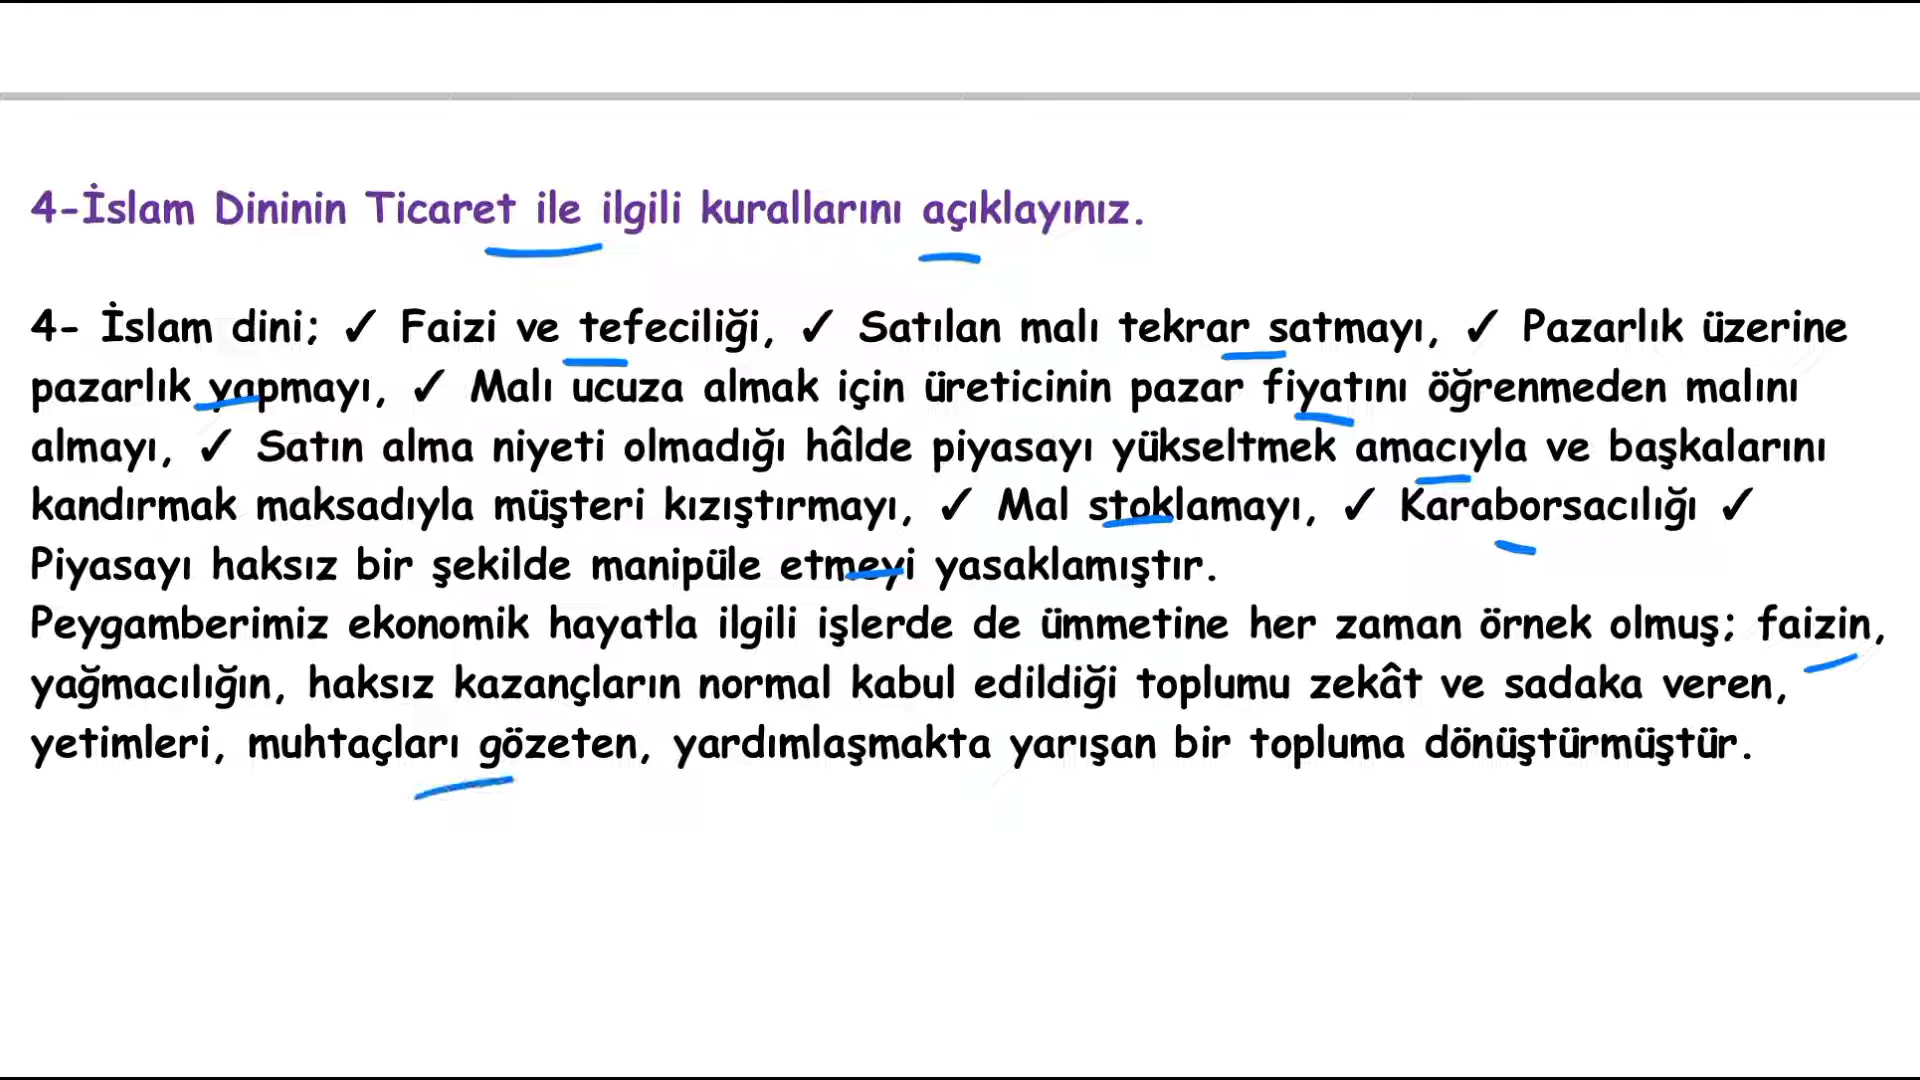 4-İslam Dininin Ticaret ile ilgili kurallarını açıklayınız.
4- İslam dini; ✓ Faizi ve tefeciliği, ✓ Satılan malı tekrar satmayı, ✓ Pazarlık üzerine
pazarlık yapmayı, ✓ Malı ucuza almak için üreticinin pazar fiyatını öğrenmeden malını
almayı, ✓ Satın alma niyeti olmadığı hâlde piyasayı yükseltmek amacıyla ve başkalarını
kandırmak maksadıyla müşteri kızıştırmayı, ✓ Mal stoklamayı, ✓ Karaborsacılığı ✓
Piyasayı haksız bir şekilde manipüle etmeyi yasaklamıştır.
Peygamberimiz ekonomik hayatla ilgili işlerde de ümmetine her zaman örnek olmuş; faizin,
yağmacılığın, haksız kazançların normal kabul edildiği toplumu zekât ve sadaka veren,
yetimleri, muhtaçları gözeten, yardımlaşmakta yarışan bir topluma dönüştürmüştür.